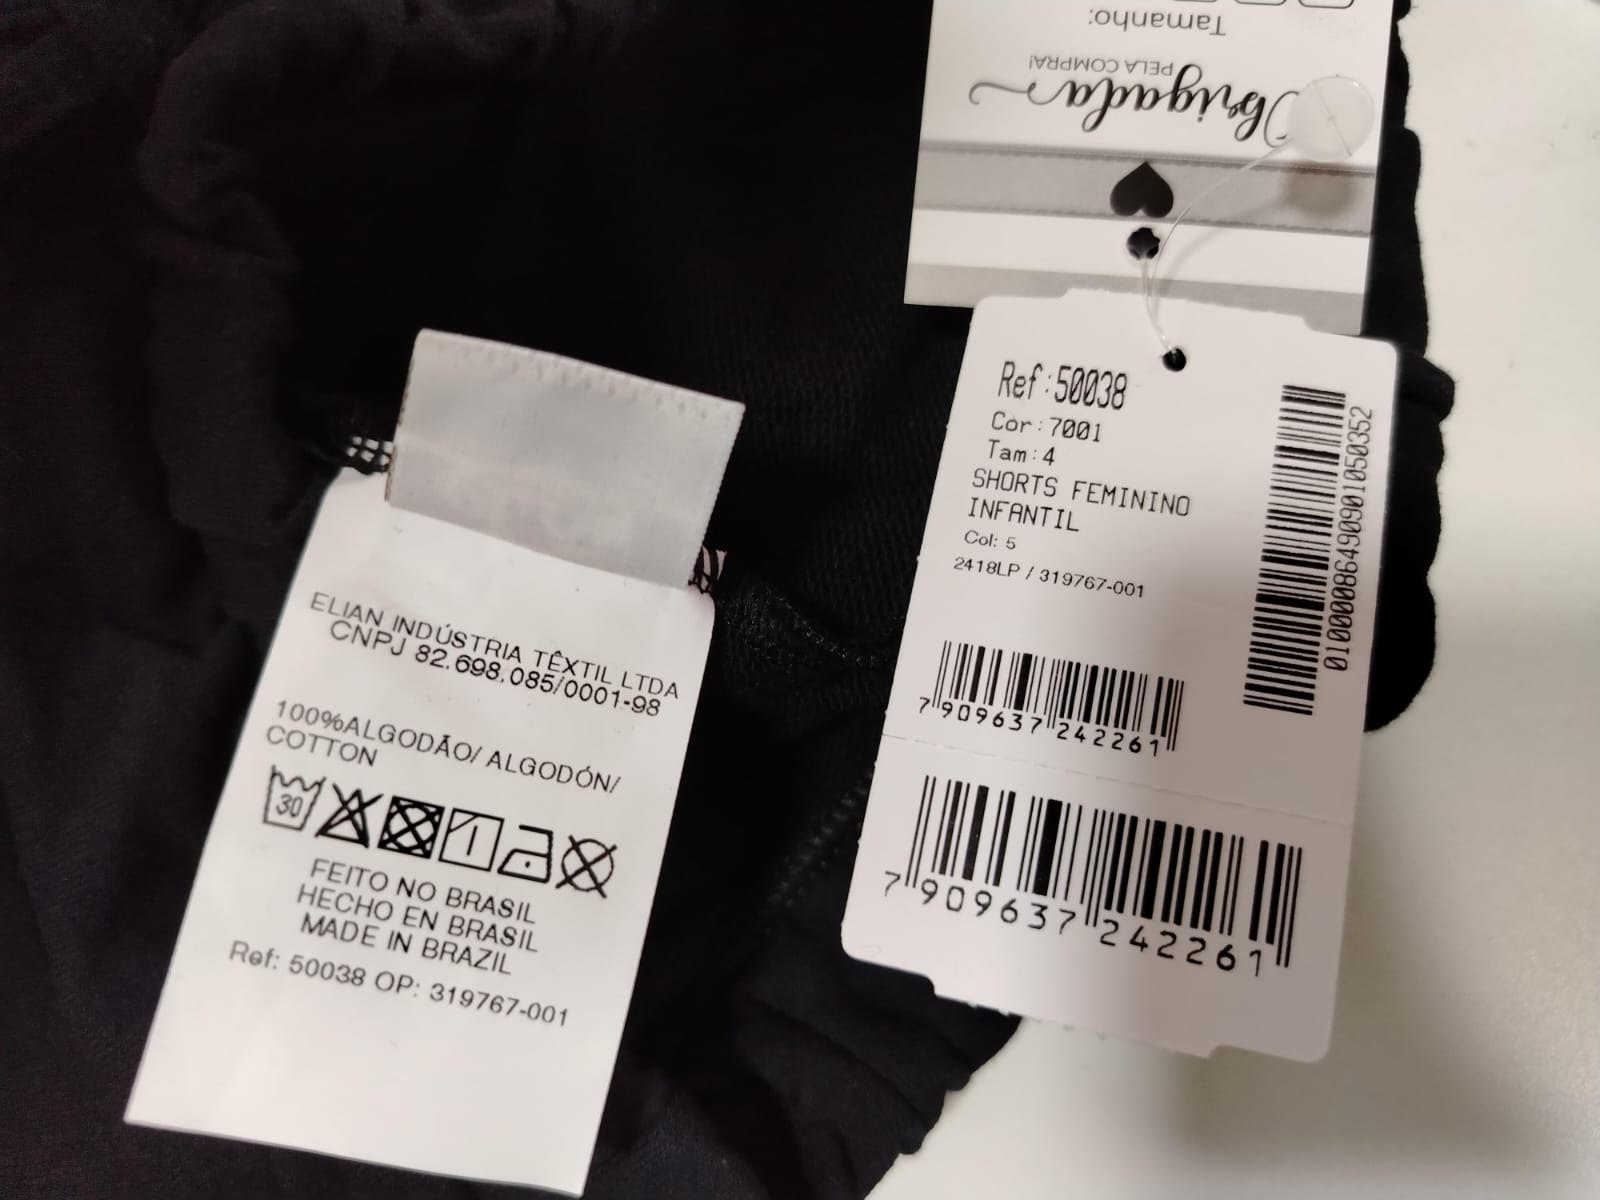 Tamanho:
Obrigada
PELA COMPRA!
Ref:50038
Cor:7001
Tam:4
SHORTS FEMININO
INFANTIL
Col: 5
2418LP / 319767-001
7 909637 242261
7 909637 242261
01000086490901050352
ELIAN INDÚSTRIA TÊXTIL LTDA
CNPJ 82.698.085/0001-98
100%ALGODÃO/ ALGODÓN/
COTTON
30
FEITO NO BRASIL
HECHO EN BRASIL
MADE IN BRAZIL
Ref: 50038 OP: 319767-001